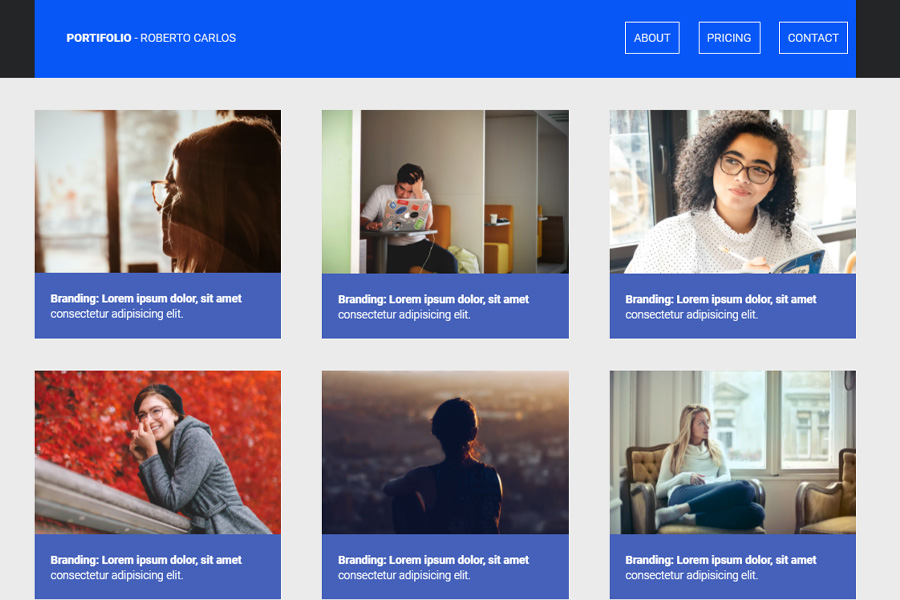 PORTIFOLIO - ROBERTO CARLOS
ABOUT
PRICING
CONTACT
Branding: Lorem ipsum dolor, sit amet
consectetur adipisicing elit.
Branding: Lorem ipsum dolor, sit amet
consectetur adipisicing elit.
Branding: Lorem ipsum dolor, sit amet
consectetur adipisicing elit.
Branding: Lorem ipsum dolor, sit amet
consectetur adipisicing elit.
Branding: Lorem ipsum dolor, sit amet
consectetur adipisicing elit.
Branding: Lorem ipsum dolor, sit amet
consectetur adipisicing elit.